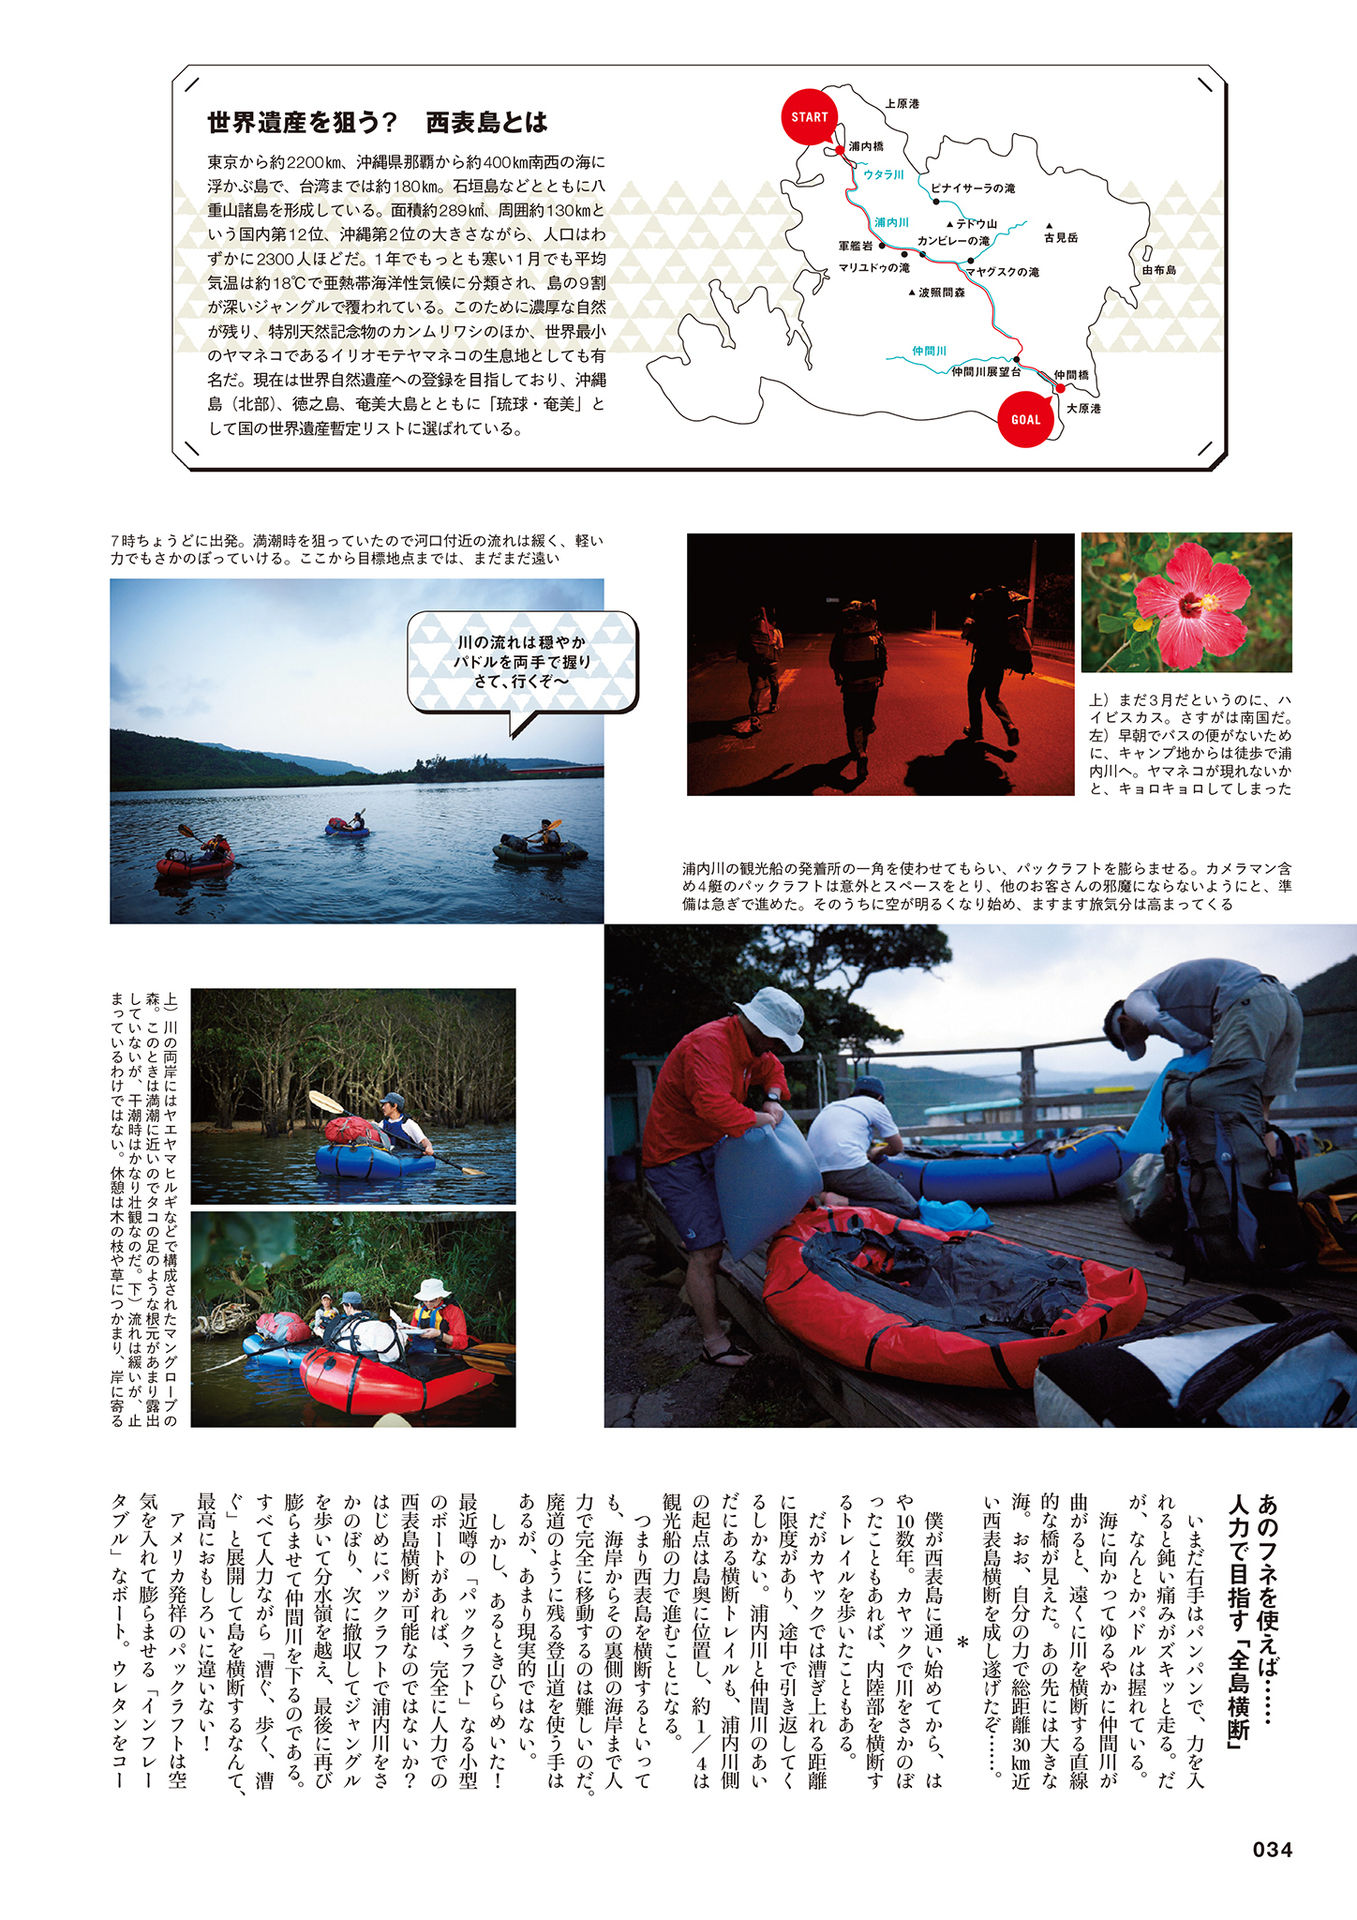 世界遺産を狙う？　西表島とは
東京から約2200㎞、沖縄県那覇から約400㎞南西の海に
浮かぶ島で、台湾までは約180㎞。石垣島などとともに八
重山諸島を形成している。面積約289㎢、周囲約130㎞と
いう国内第12位、沖縄第2位の大きさながら、人口はわ
ずかに2300人ほどだ。1年でもっとも寒い1月でも平均
気温は約18℃で亜熱帯海洋性気候に分類され、島の9割
が深いジャングルで覆われている。このために濃厚な自然
が残り、特別天然記念物のカンムリワシのほか、世界最小
のヤマネコであるイリオモテヤマネコの生息地としても有
名だ。現在は世界自然遺産への登録を目指しており、沖縄
島（北部）、徳之島、奄美大島とともに「琉球・奄美」と
して国の世界遺産暫定リストに選ばれている。
START
上原港
浦内橋
ウタラ川
ピナイサーラの滝
浦内川
▲テドウ山
▲古見岳
軍艦岩
カンビレーの滝
マリユドゥの滝
マヤグスクの滝
由布島
▲波照間森
仲間川
仲間川展望台
仲間橋
大原港
GOAL
7時ちょうどに出発。満潮時を狙っていたので河口付近の流れは緩く、軽い
力でもさかのぼっていける。ここから目標地点までは、まだまだ遠い
川の流れは穏やか
パドルを両手で握り
さて、行くぞ〜
上）まだ3月だというのに、ハ
イビスカス。さすがは南国だ。
左）早朝でバスの便がないため
に、キャンプ地からは徒歩で浦
内川へ。ヤマネコが現れないか
と、キョロキョロしてしまった
浦内川の観光船の発着所の一角を使わせてもらい、パックラフトを膨らませる。カメラマン含
め4艇のパックラフトは意外とスペースをとり、他のお客さんの邪魔にならないようにと、準
備は急ぎで進めた。そのうちに空が明るくなり始め、ますます旅気分は高まってくる
上）川の両岸にはヤエヤマヒルギなどで構成されたマングローブの
森。このときは満潮に近いのでタコの足のような根元があまり露出
していないが、干潮時はかなり壮観なのだ。下）流れは緩いが、止
まっているわけではない。休憩は木の枝や草につかまり、岸に寄る
あのフネを使えば……
人力で目指す「全島横断」
いまだ右手はパンパンで、力を入
れると鈍い痛みがズキッと走る。だ
が、なんとかパドルは握れている。
海に向かってゆるやかに仲間川が
曲がると、遠くに川を横断する直線
的な橋が見えた。あの先には大きな
海。おお、自分の力で総距離30㎞近
い西表島横断を成し遂げたぞ……。
＊
僕が西表島に通い始めてから、は
や10数年。カヤックで川をさかのぼ
ったこともあれば、内陸部を横断す
るトレイルを歩いたこともある。
だがカヤックでは漕ぎ上れる距離
に限度があり、途中で引き返してく
るしかない。浦内川と仲間川のあい
だにある横断トレイルも、浦内川側
の起点は島奥に位置し、約1／4は
観光船の力で進むことになる。
つまり西表島を横断するといって
も、海岸からその裏側の海岸まで人
力で完全に移動するのは難しいのだ。
廃道のように残る登山道を使う手は
あるが、あまり現実的ではない。
しかし、あるときひらめいた！
最近噂の「パックラフト」なる小型
のボートがあれば、完全に人力での
西表島横断が可能なのではないか？
はじめにパックラフトで浦内川をさ
かのぼり、次に撤収してジャングル
を歩いて分水嶺を越え、最後に再び
膨らませて仲間川を下るのである。
すべて人力ながら「漕ぐ、歩く、漕
ぐ」と展開して島を横断するなんて、
最高におもしろいに違いない！
アメリカ発祥のパックラフトは空
気を入れて膨らませる「インフレー
タブル」なボート。ウレタンをコー
034